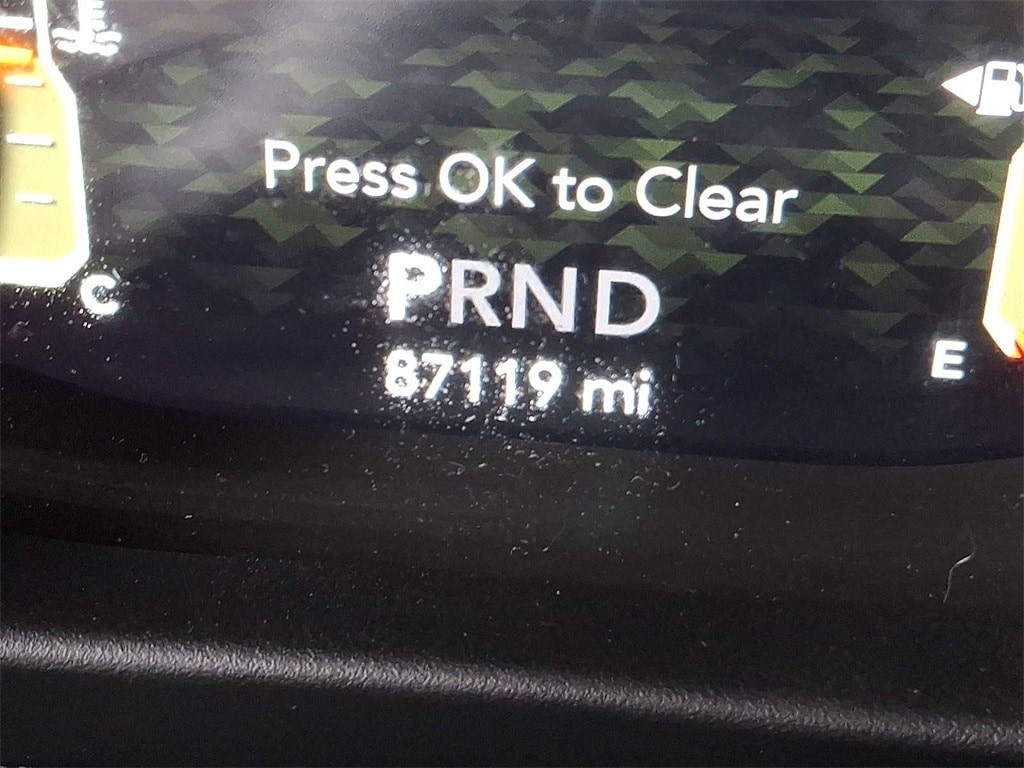 Press OK to Clear
C
PRND
E
87119 mi